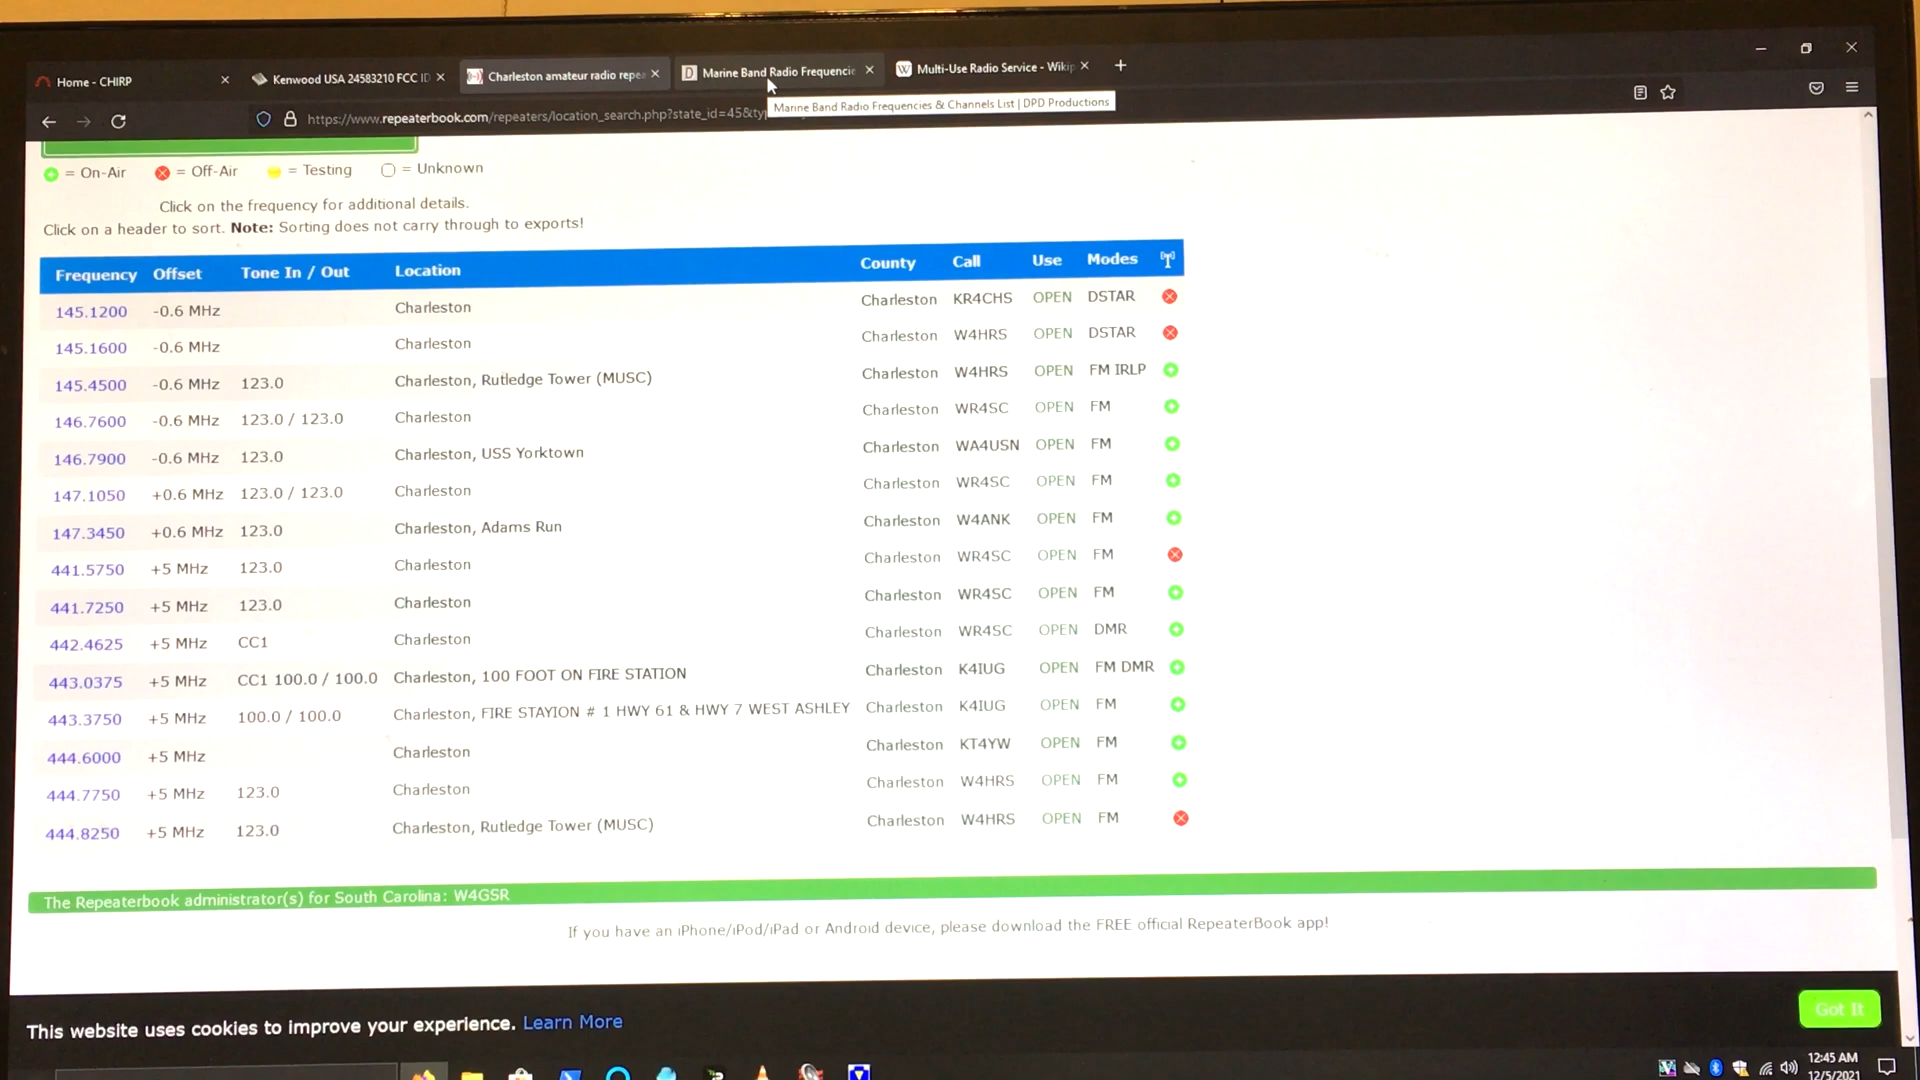 Home - CHIRP
Kenwood USA 24583210 FCC ID
Charleston amateur radio repea
Marine Band Radio Frequencie
Multi-Use Radio Service - Wikip
https://www.repeaterbook.com/repeaters/location_search.php?state_id=45&ty
Marine Band Radio Frequencies & Channels List | DPD Productions
= On-Air = Off-Air = Testing = Unknown
Click on the frequency for additional details.
Click on a header to sort. Note: Sorting does not carry through to exports!
Frequency Offset Tone In / Out Location County Call Use Modes
145.1200 -0.6 MHz Charleston Charleston KR4CHS OPEN DSTAR
145.1600 -0.6 MHz Charleston Charleston W4HRS OPEN DSTAR
145.4500 -0.6 MHz 123.0 Charleston, Rutledge Tower (MUSC) Charleston W4HRS OPEN FM IRLP
146.7600 -0.6 MHz 123.0 / 123.0 Charleston Charleston WR4SC OPEN FM
146.7900 -0.6 MHz 123.0 Charleston, USS Yorktown Charleston WA4USN OPEN FM
147.1050 +0.6 MHz 123.0 / 123.0 Charleston Charleston WR4SC OPEN FM
147.3450 +0.6 MHz 123.0 Charleston, Adams Run Charleston W4ANK OPEN FM
441.5750 +5 MHz 123.0 Charleston Charleston WR4SC OPEN FM
441.7250 +5 MHz 123.0 Charleston Charleston WR4SC OPEN FM
442.4625 +5 MHz CC1 Charleston Charleston WR4SC OPEN DMR
443.0375 +5 MHz CC1 100.0 / 100.0 Charleston, 100 FOOT ON FIRE STATION Charleston K4IUG OPEN FM DMR
443.3750 +5 MHz 100.0 / 100.0 Charleston, FIRE STAYION # 1 HWY 61 & HWY 7 WEST ASHLEY Charleston K4IUG OPEN FM
444.6000 +5 MHz Charleston Charleston KT4YW OPEN FM
444.7750 +5 MHz 123.0 Charleston Charleston W4HRS OPEN FM
444.8250 +5 MHz 123.0 Charleston, Rutledge Tower (MUSC) Charleston W4HRS OPEN FM
The Repeaterbook administrator(s) for South Carolina: W4GSR
If you have an iPhone/iPod/iPad or Android device, please download the FREE official RepeaterBook app!
This website uses cookies to improve your experience. Learn More
Got It
12:45 AM
12/5/2021